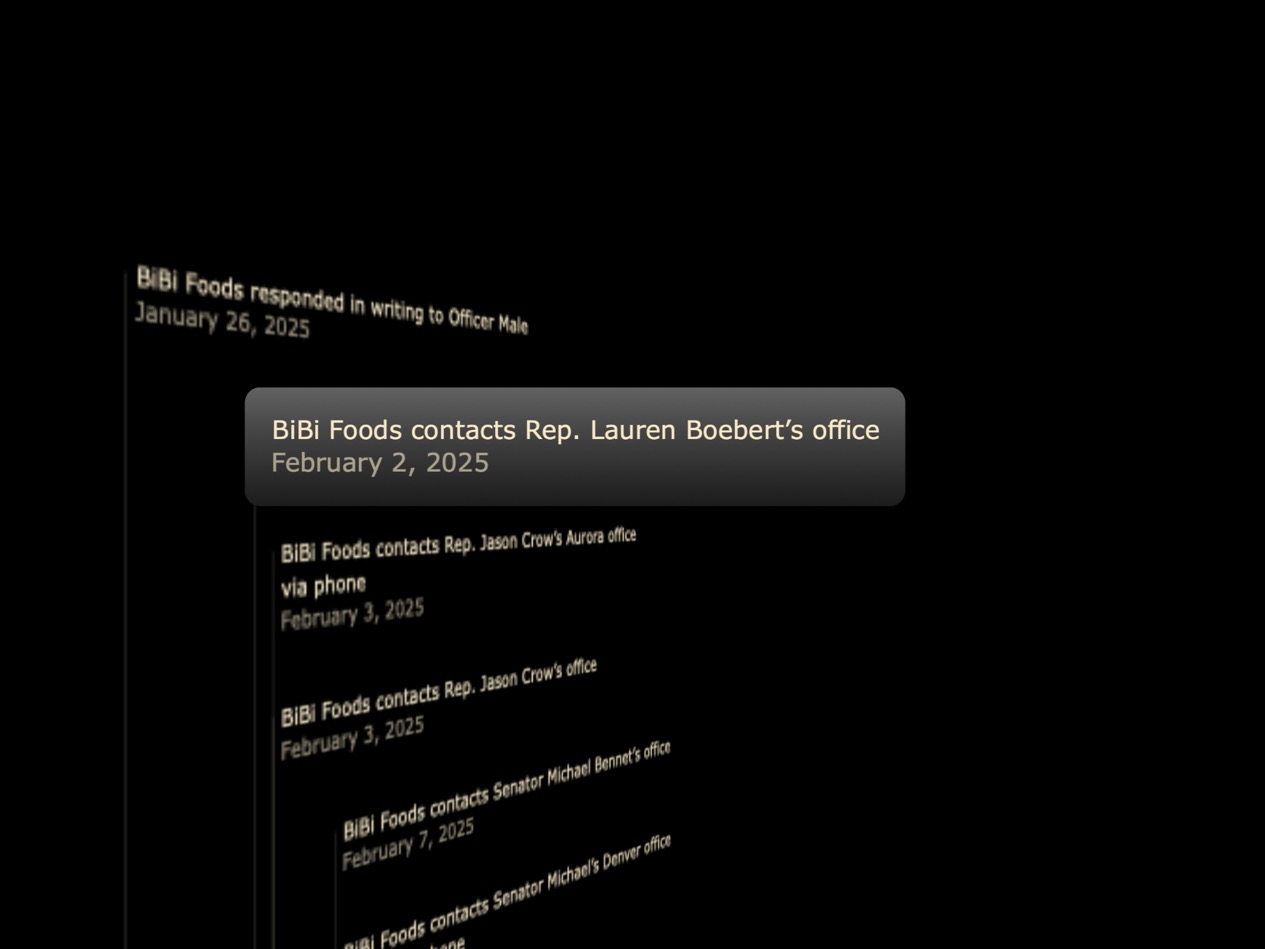 BiBi Foods responded in writing to Officer Male
January 26, 2025
BiBi Foods contacts Rep. Lauren Boebert’s office
February 2, 2025
BiBi Foods contacts Rep. Jason Crow’s Aurora office
via phone
February 3, 2025
BiBi Foods contacts Rep. Jason Crow’s office
February 3, 2025
BiBi Foods contacts Senator Michael Bennet’s office
February 7, 2025
BiBi Foods contacts Senator Michael’s Denver office